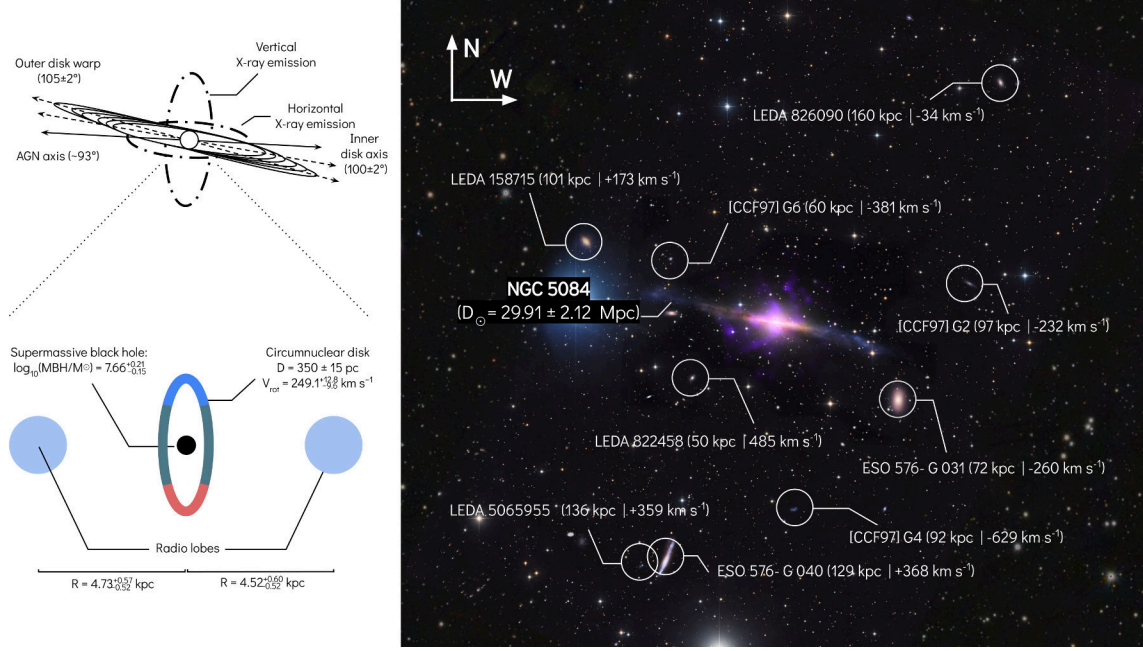 Vertical
X-ray emission
Outer disk warp
(105±2°)
Horizontal
X-ray emission
Inner
disk axis
(100±2°)
AGN axis (~93°)
Supermassive black hole:
log₁₀(MBH/M☉) = 7.66+0.21 -0.15
Circumnuclear disk
D = 350 ± 15 pc
Vrot = 249.1+12.8 -9.6 km s⁻¹
Radio lobes
R = 4.73+0.57 -0.52 kpc
R = 4.52+0.60 -0.52 kpc
N
W
LEDA 826090 (160 kpc | -34 km s⁻¹)
LEDA 158715 (101 kpc | +173 km s⁻¹)
[CCF97] G6 (60 kpc | -381 km s⁻¹)
NGC 5084
(D☉ = 29.91 ± 2.12 Mpc)
[CCF97] G2 (97 kpc | -232 km s⁻¹)
LEDA 822458 (50 kpc | 485 km s⁻¹)
ESO 576- G 031 (72 kpc | -260 km s⁻¹)
LEDA 5065955 (136 kpc | +359 km s⁻¹)
[CCF97] G4 (92 kpc | -629 km s⁻¹)
ESO 576- G 040 (129 kpc | +368 km s⁻¹)